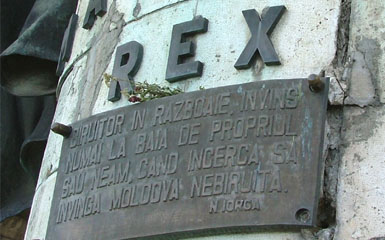 REX
BIRUITOR IN RAZBOAIE, INVINS
NUMAI LA BAIA DE PROPRIUL
SAU NEAM, CAND INCERCA SA
INVINGA MOLDOVA NEBIRUITA.
N.IORGA